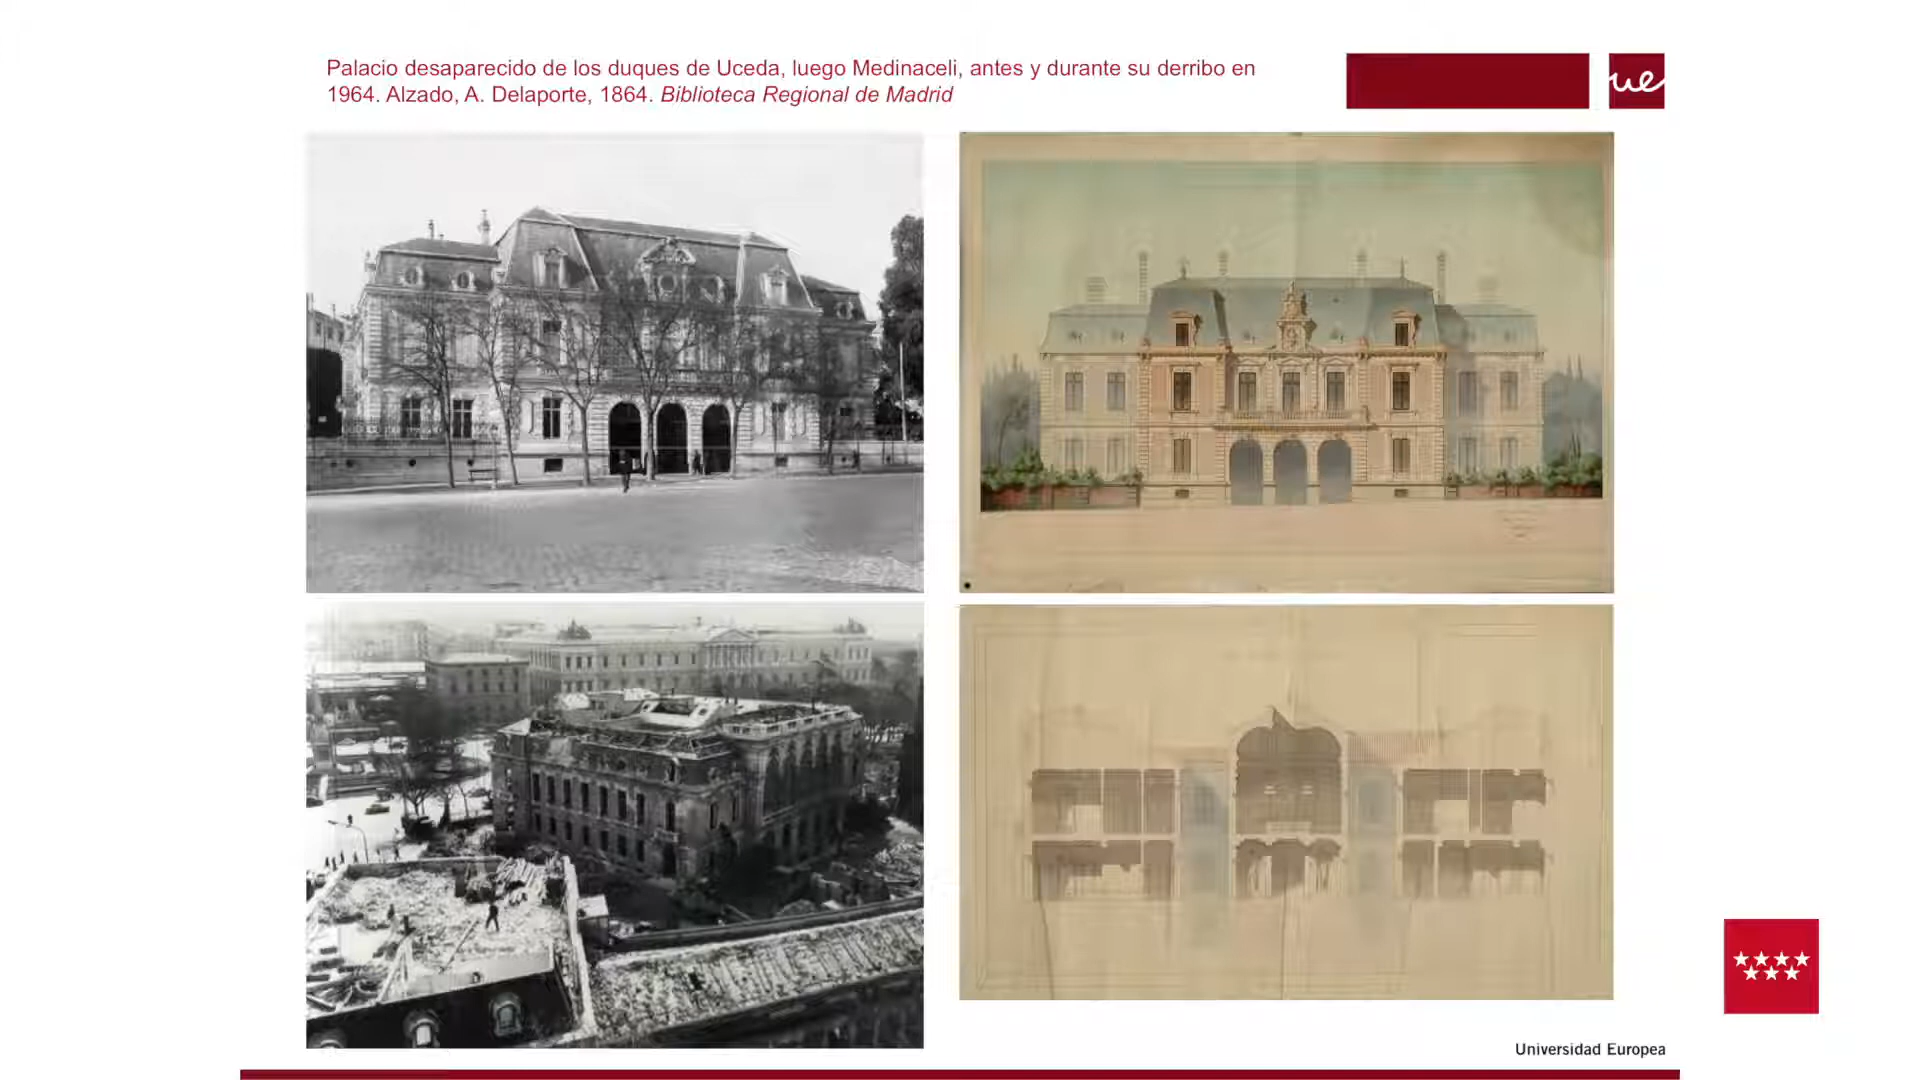 Palacio desaparecido de los duques de Uceda, luego Medinaceli, antes y durante su derribo en
1964. Alzado, A. Delaporte, 1864. Biblioteca Regional de Madrid
ue
Universidad Europea